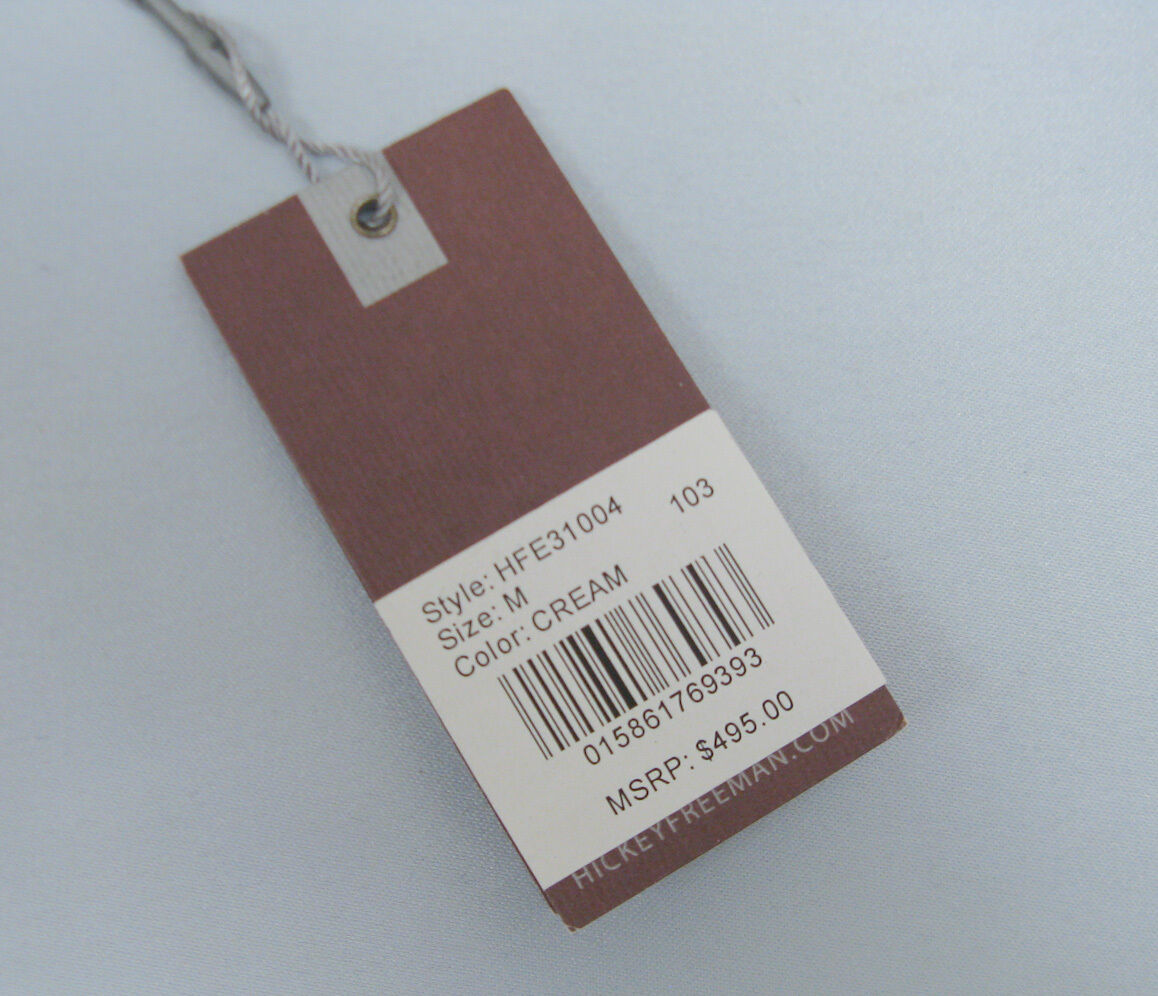 Style: HFE31004 103
Size: M
Color: CREAM
015861769393
MSRP: $495.00
HICKEYFREEMAN.COM